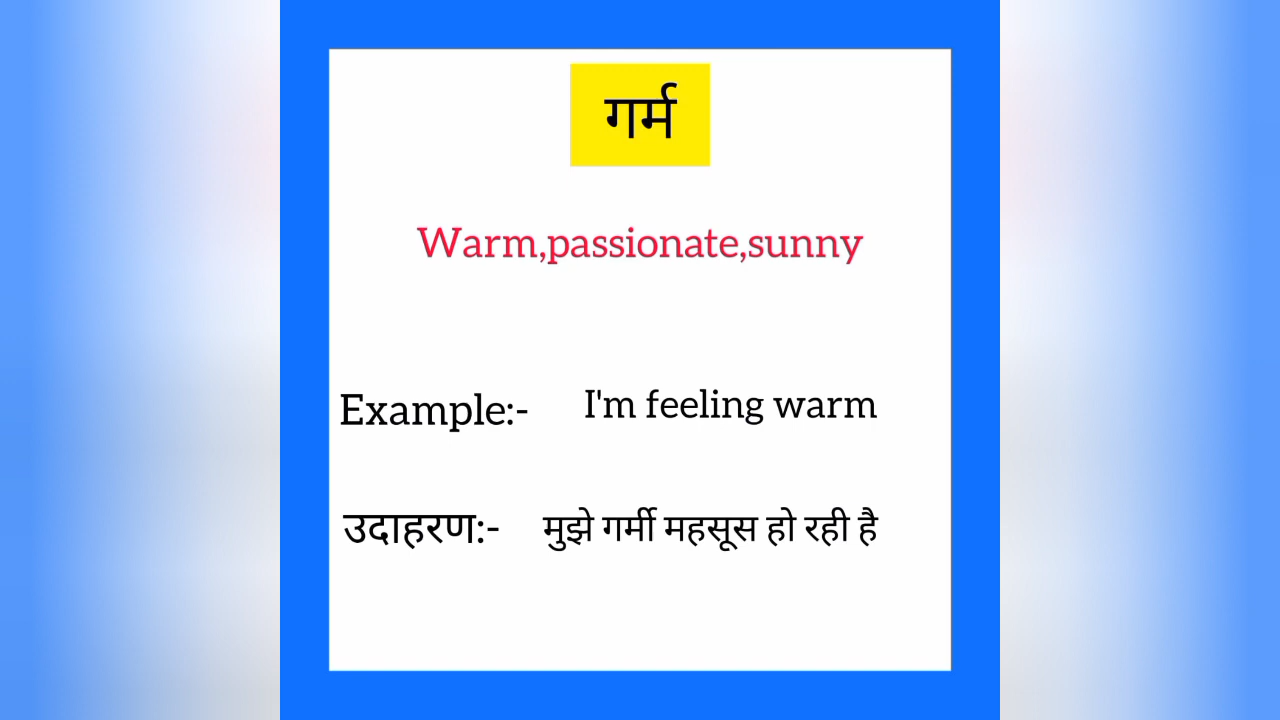 गर्म
Warm,passionate,sunny
Example:- I'm feeling warm
उदाहरण:- मुझे गर्मी महसूस हो रही है